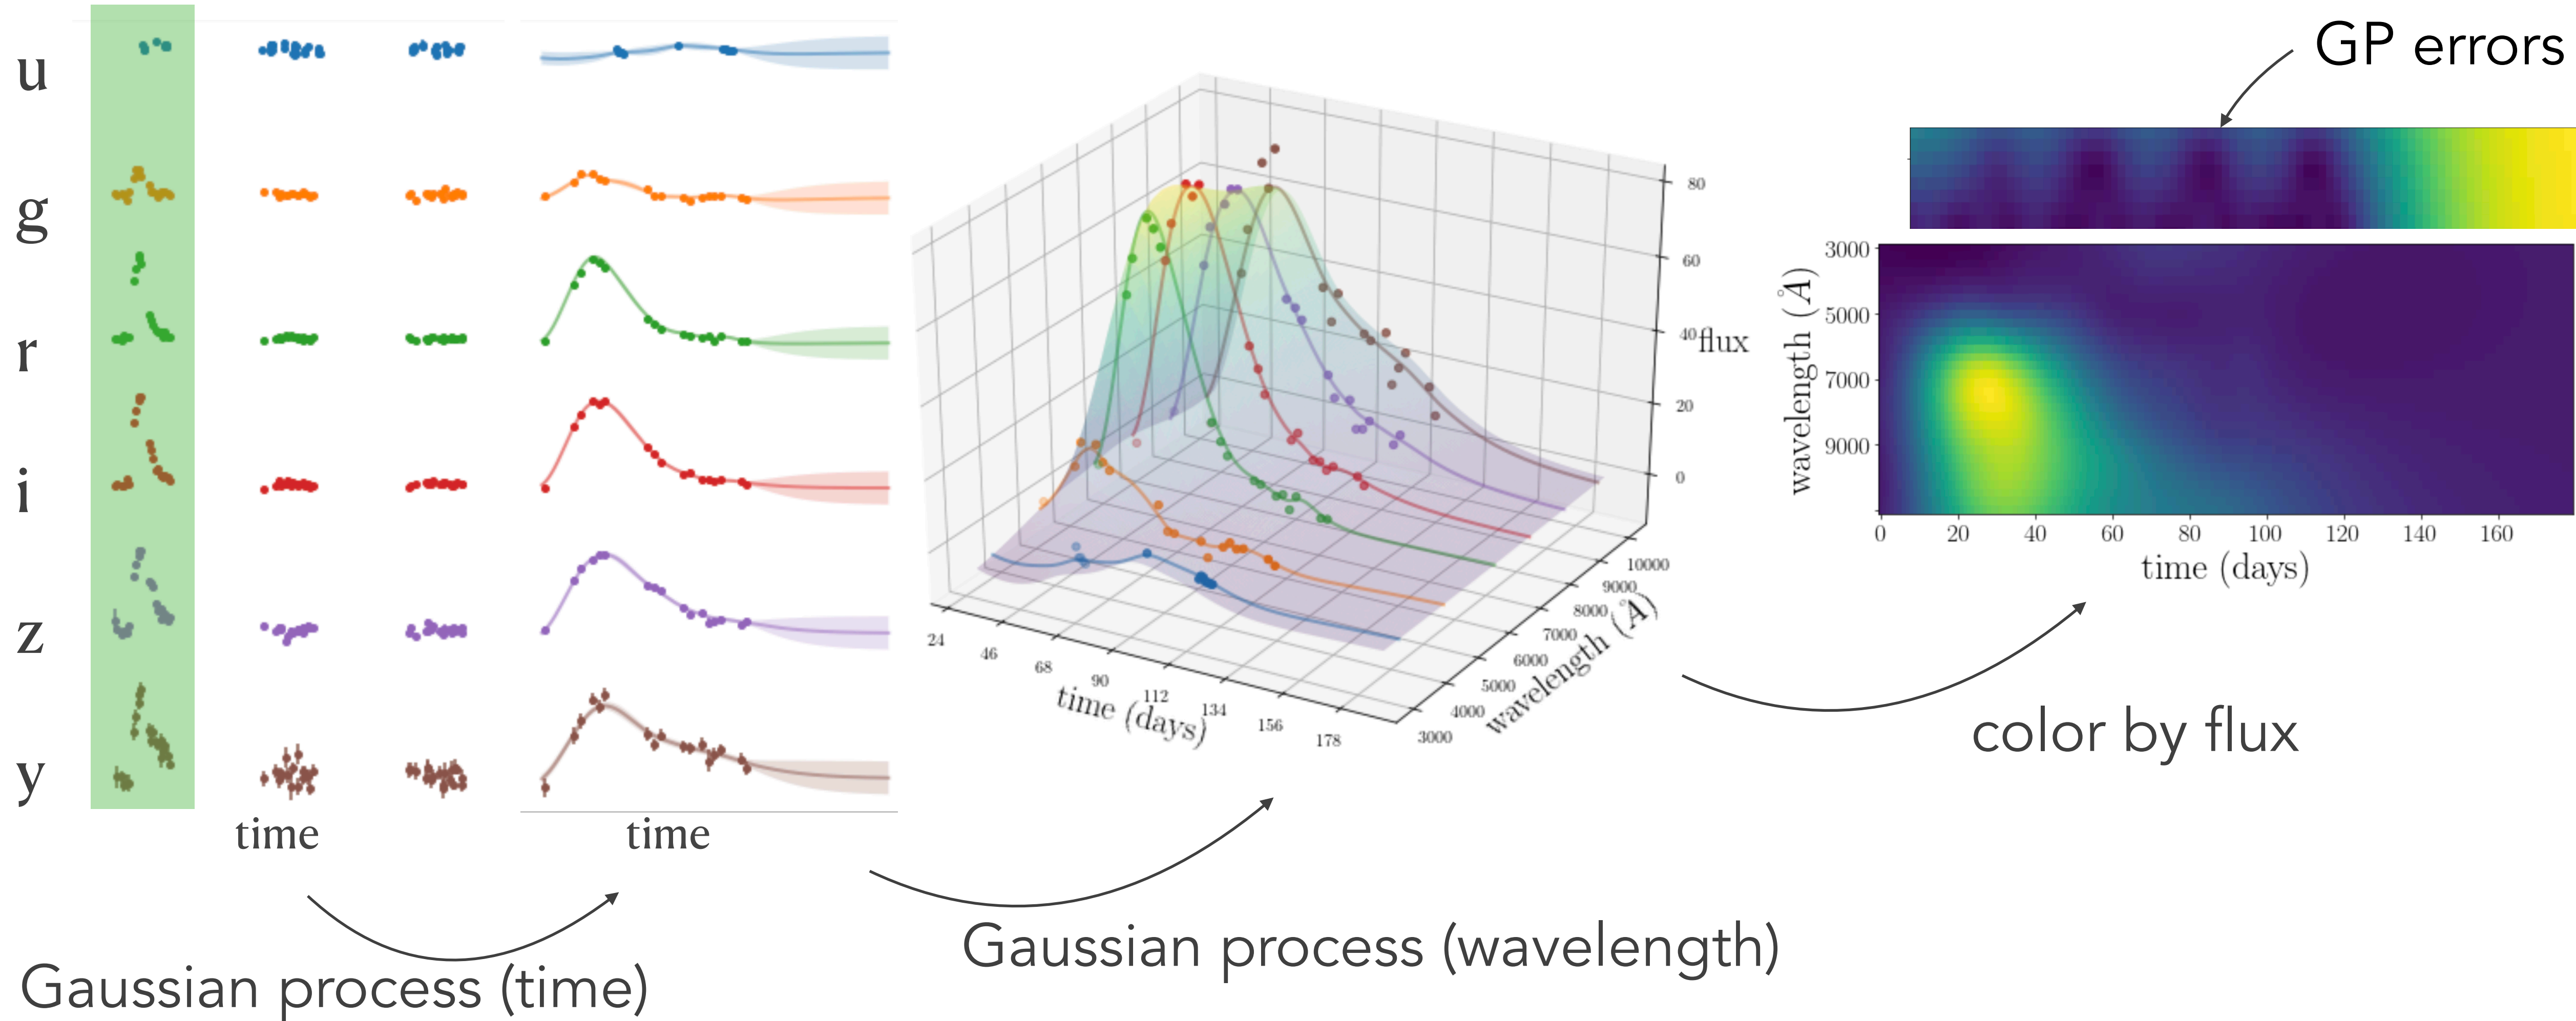 u
g
r
i
z
y
time
time
Gaussian process (time)
80
60
40
flux
20
0
24
46
68
90
112
134
156
178
time (days)
3000
4000
5000
6000
7000
8000
9000
10000
wavelength (Å)
Gaussian process (wavelength)
GP errors
3000
5000
7000
9000
wavelength (Å)
0 20 40 60 80 100 120 140 160
time (days)
color by flux